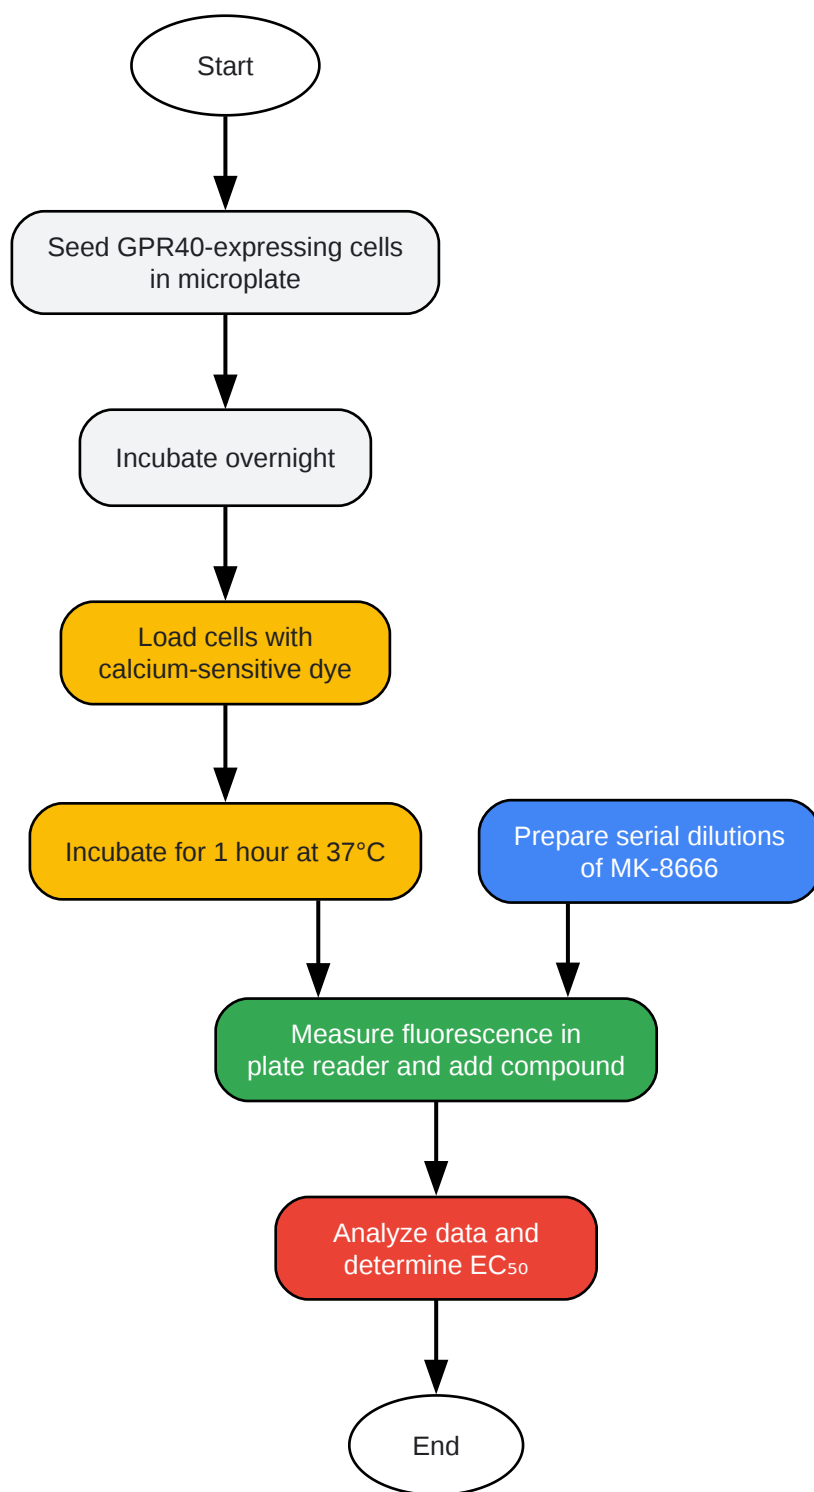 Start
Seed GPR40-expressing cells
in microplate
Incubate overnight
Load cells with
calcium-sensitive dye
Incubate for 1 hour at 37°C
Prepare serial dilutions
of MK-8666
Measure fluorescence in
plate reader and add compound
Analyze data and
determine EC₅₀
End